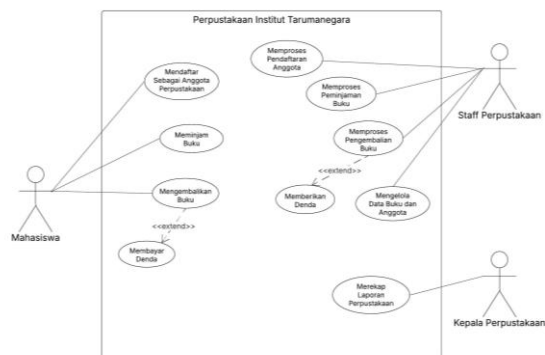 Perpustakaan Institut Tarumanegara
Mendaftar
Sebagai Anggota
Perpustakaan
Meminjam
Buku
Mengembalikan
Buku
<<extend>>
Membayar
Denda
Mahasiswa
Memproses
Pendaftaran
Anggota
Memproses
Peminjaman
Buku
Memproses
Pengembalian
Buku
<<extend>>
Memberikan
Denda
Mengelola
Data Buku dan
Anggota
Staff Perpustakaan
Merekap
Laporan
Perpustakaan
Kepala Perpustakaan